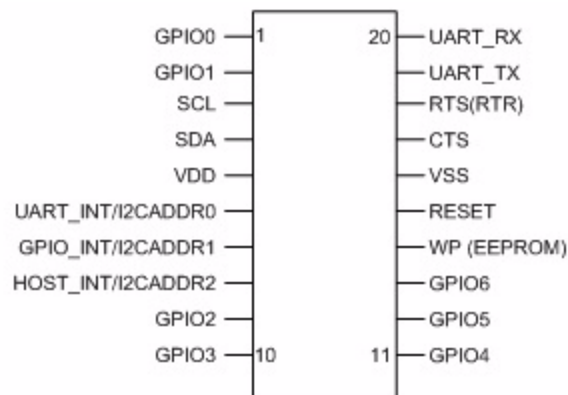 GPIO0 1 20 UART_RX
GPIO1 UART_TX
SCL RTS(RTR)
SDA CTS
VDD VSS
UART_INT/I2CADDR0 RESET
GPIO_INT/I2CADDR1 WP (EEPROM)
HOST_INT/I2CADDR2 GPIO6
GPIO2 GPIO5
GPIO3 10 11 GPIO4